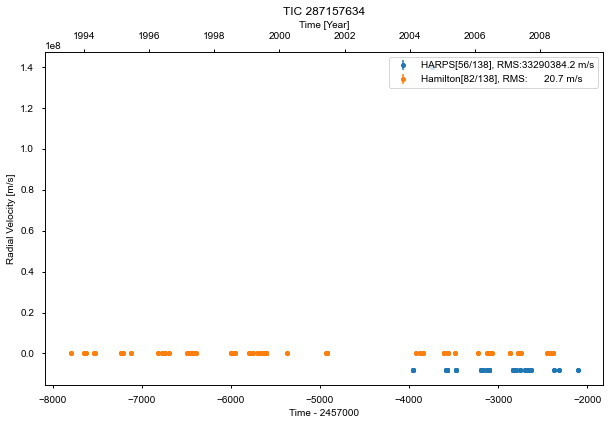 TIC 287157634
Time [Year]
1994 1996 1998 2000 2002 2004 2006 2008
1e8
HARPS[56/138], RMS:33290384.2 m/s
Hamilton[82/138], RMS: 20.7 m/s
1.4
1.2
1.0
0.8
0.6
0.4
0.2
0.0
Radial Velocity [m/s]
−8000 −7000 −6000 −5000 −4000 −3000 −2000
Time - 2457000